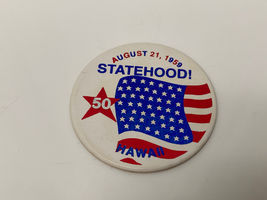 AUGUST 21, 1959
STATEHOOD!
50
HAWAII